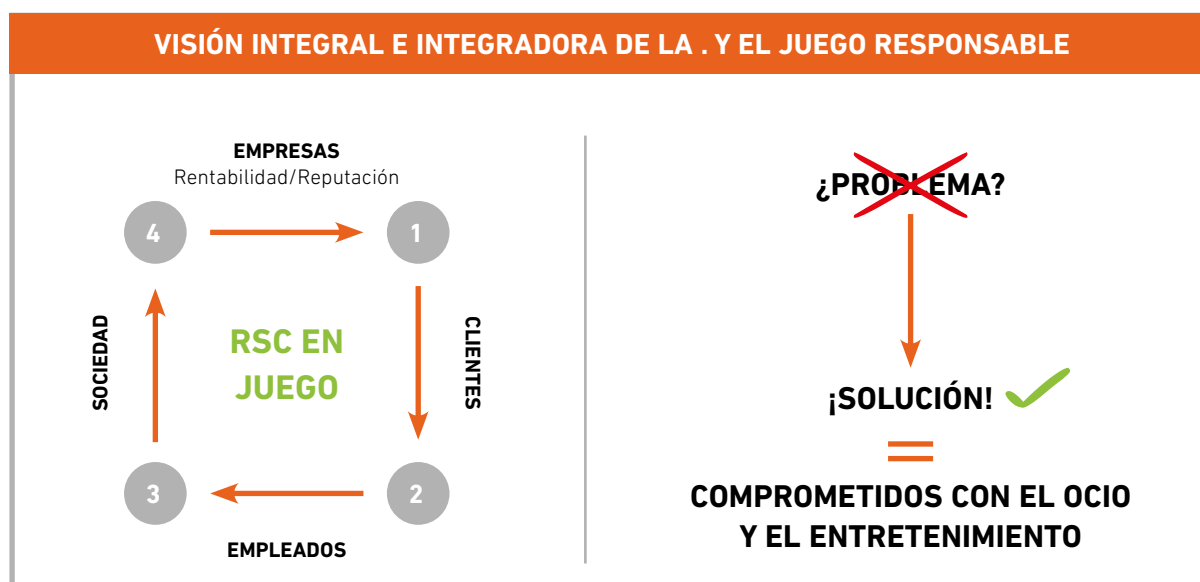 VISIÓN INTEGRAL E INTEGRADORA DE LA . Y EL JUEGO RESPONSABLE
EMPRESAS
Rentabilidad/Reputación
4
1
SOCIEDAD
RSC EN
JUEGO
CLIENTES
3
2
EMPLEADOS
¿PROBLEMA?
¡SOLUCIÓN!
=
COMPROMETIDOS CON EL OCIO
Y EL ENTRETENIMIENTO